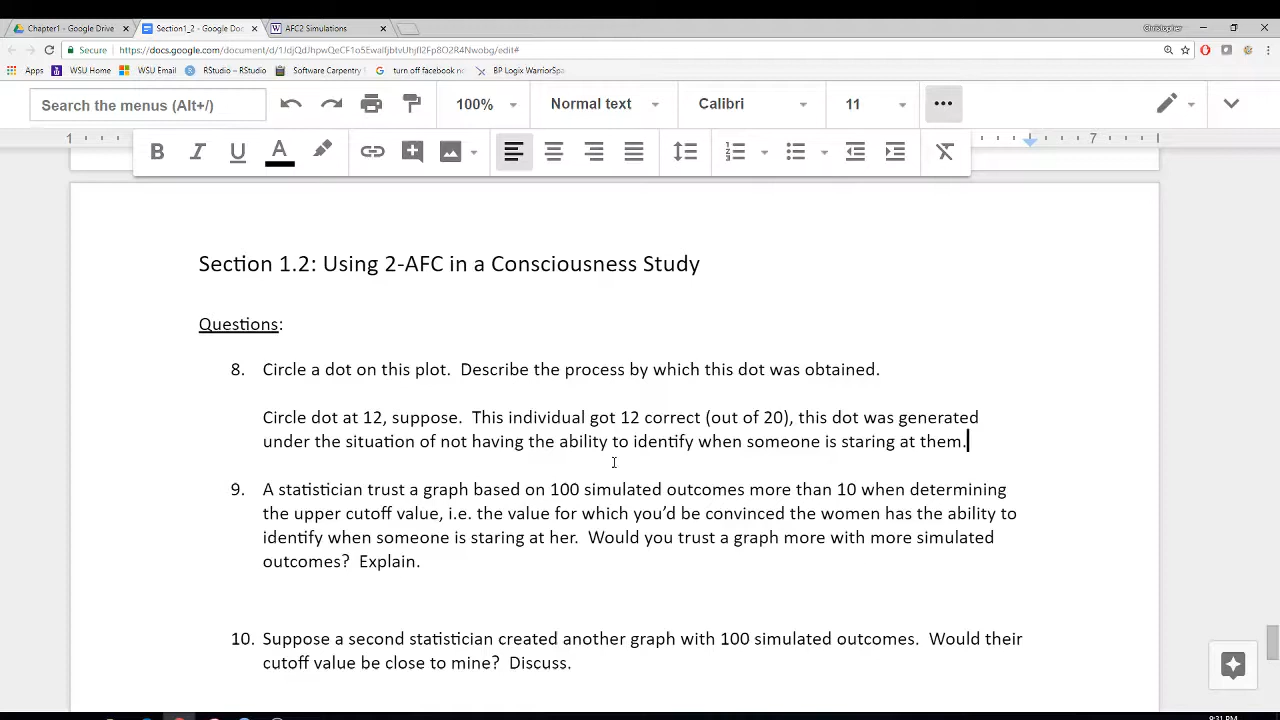 Chapter1 - Google Drive
Section1_2 - Google Doc
AFC2 Simulations
Christopher
Secure
Apps
WSU Home
WSU Email
RStudio – RStudio
Software Carpentry
turn off facebook n
BP Logix WarriorSp
Search the menus (Alt+/)
100%
Normal text
Calibri
11
1
7
Section 1.2: Using 2-AFC in a Consciousness Study
Questions:
8. Circle a dot on this plot. Describe the process by which this dot was obtained.
Circle dot at 12, suppose. This individual got 12 correct (out of 20), this dot was generated
under the situation of not having the ability to identify when someone is staring at them.
9. A statistician trust a graph based on 100 simulated outcomes more than 10 when determining
the upper cutoff value, i.e. the value for which you’d be convinced the women has the ability to
identify when someone is staring at her. Would you trust a graph more with more simulated
outcomes? Explain.
10. Suppose a second statistician created another graph with 100 simulated outcomes. Would their
cutoff value be close to mine? Discuss.
9:31 PM